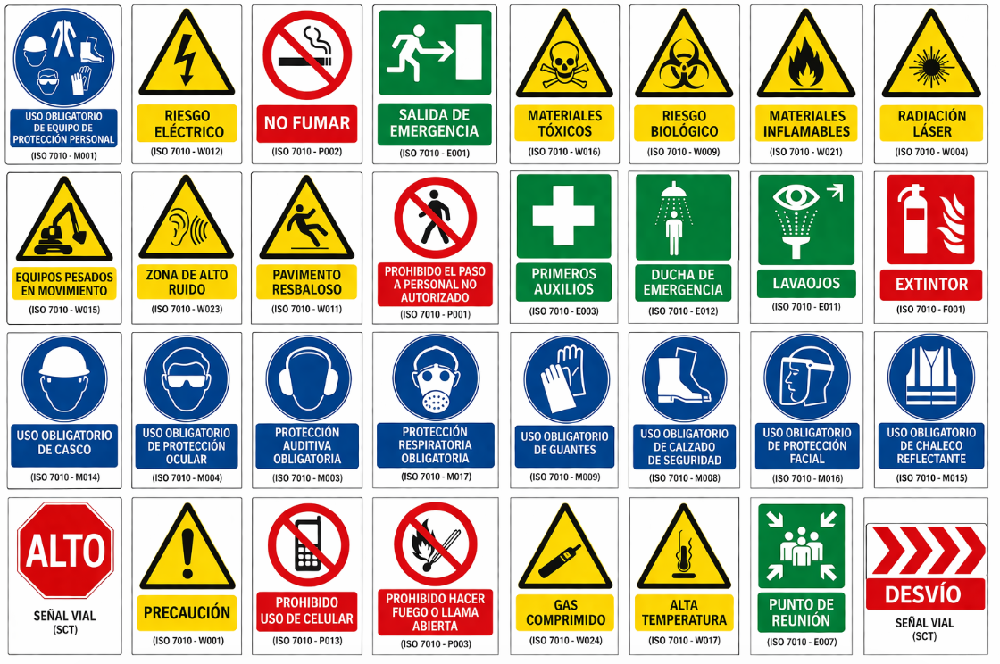 USO OBLIGATORIO
DE EQUIPO DE
PROTECCIÓN PERSONAL
(ISO 7010 - M001)
RIESGO
ELÉCTRICO
(ISO 7010 - W012)
NO FUMAR
(ISO 7010 - P002)
SALIDA DE
EMERGENCIA
(ISO 7010 - E001)
MATERIALES
TÓXICOS
(ISO 7010 - W016)
RIESGO
BIOLÓGICO
(ISO 7010 - W009)
MATERIALES
INFLAMABLES
(ISO 7010 - W021)
RADIACIÓN
LÁSER
(ISO 7010 - W004)
EQUIPOS PESADOS
EN MOVIMIENTO
(ISO 7010 - W015)
ZONA DE ALTO
RUIDO
(ISO 7010 - W023)
PAVIMENTO
RESBALOSO
(ISO 7010 - W011)
PROHIBIDO EL PASO
A PERSONAL NO
AUTORIZADO
(ISO 7010 - P001)
PRIMEROS
AUXILIOS
(ISO 7010 - E003)
DUCHA DE
EMERGENCIA
(ISO 7010 - E012)
LAVAOJOS
(ISO 7010 - E011)
EXTINTOR
(ISO 7010 - F001)
USO OBLIGATORIO
DE CASCO
(ISO 7010 - M014)
USO OBLIGATORIO
DE PROTECCIÓN
OCULAR
(ISO 7010 - M004)
PROTECCIÓN
AUDITIVA
OBLIGATORIA
(ISO 7010 - M003)
PROTECCIÓN
RESPIRATORIA
OBLIGATORIA
(ISO 7010 - M017)
USO OBLIGATORIO
DE GUANTES
(ISO 7010 - M009)
USO OBLIGATORIO
DE CALZADO
DE SEGURIDAD
(ISO 7010 - M008)
USO OBLIGATORIO
DE PROTECCIÓN
FACIAL
(ISO 7010 - M016)
USO OBLIGATORIO
DE CHALECO
REFLECTANTE
(ISO 7010 - M015)
ALTO
SEÑAL VIAL
(SCT)
PRECAUCIÓN
(ISO 7010 - W001)
PROHIBIDO
USO DE CELULAR
(ISO 7010 - P013)
PROHIBIDO HACER
FUEGO O LLAMA
ABIERTA
(ISO 7010 - P003)
GAS
COMPRIMIDO
(ISO 7010 - W024)
ALTA
TEMPERATURA
(ISO 7010 - W017)
PUNTO DE
REUNIÓN
(ISO 7010 - E007)
DESVÍO
SEÑAL VIAL
(SCT)